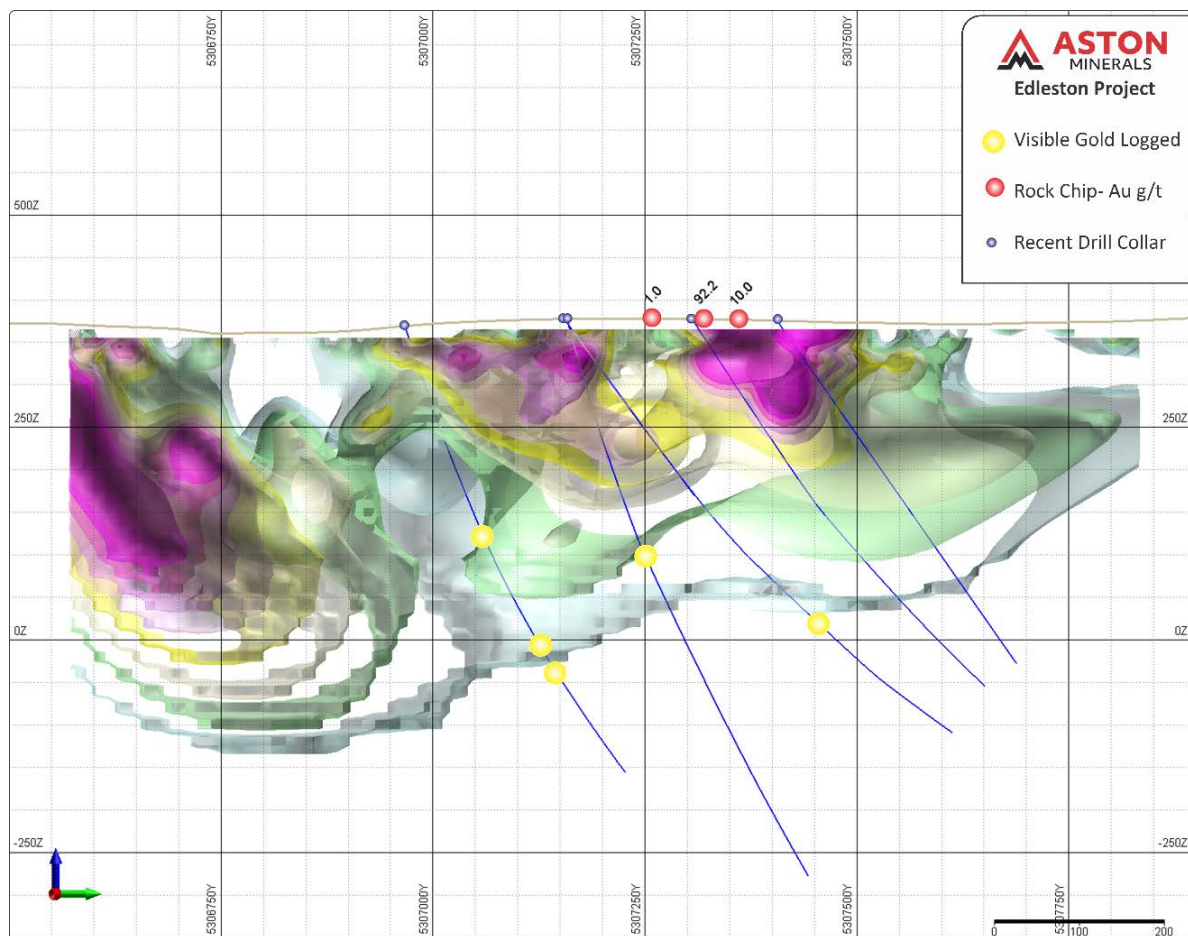 5306750Y
5307000Y
5307250Y
5307500Y
ASTON
MINERALS
Edleston Project
Visible Gold Logged
Rock Chip- Au g/t
Recent Drill Collar
500Z
1.0
92.2
10.0
250Z
250Z
0Z
0Z
-250Z
-250Z
5306750Y
5307000Y
5307250Y
5307500Y
5307750Y
0
100
200